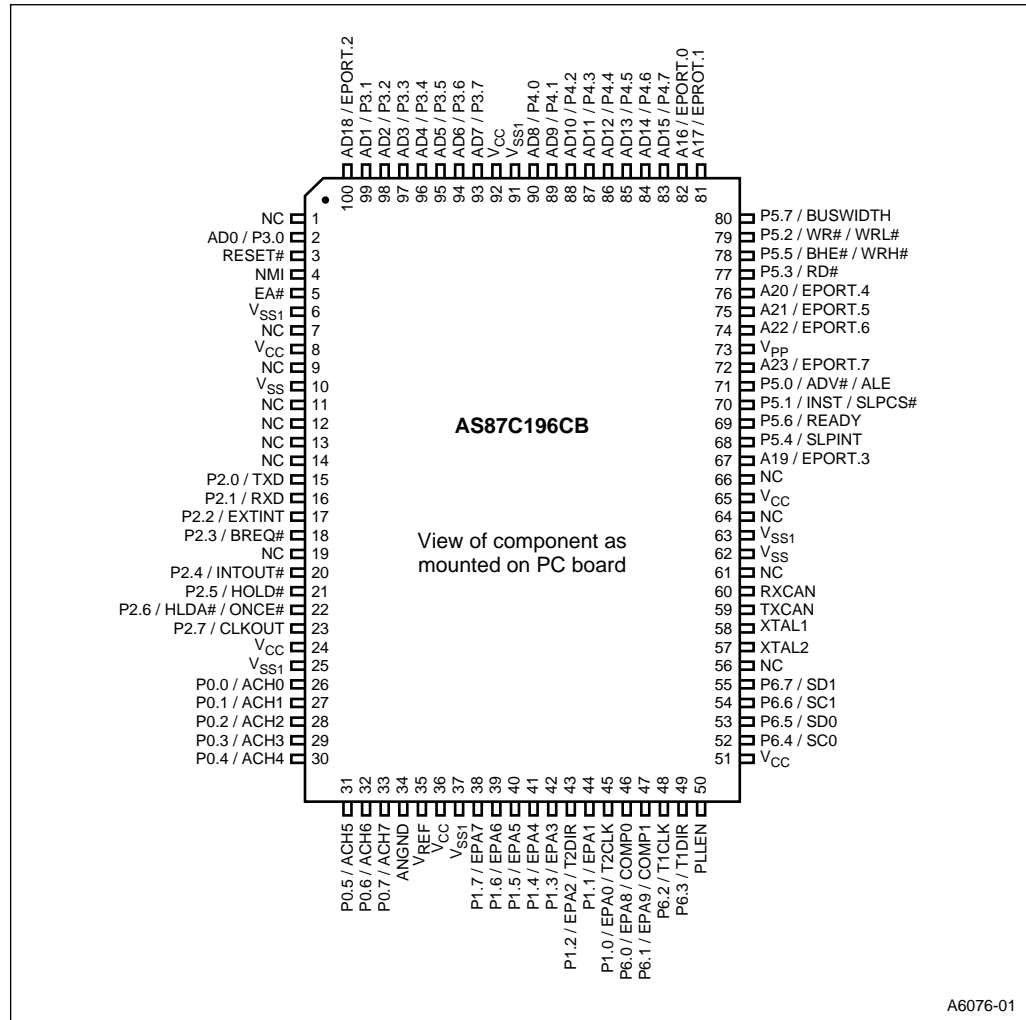 AD18 / EPORT.2
AD1 / P3.1
AD2 / P3.2
AD3 / P3.3
AD4 / P3.4
AD5 / P3.5
AD6 / P3.6
AD7 / P3.7
VCC
VSS1
AD8 / P4.0
AD9 / P4.1
AD10 / P4.2
AD11 / P4.3
AD12 / P4.4
AD13 / P4.5
AD14 / P4.6
AD15 / P4.7
A16 / EPORT.0
A17 / EPROT.1
100
99
98
97
96
95
94
93
92
91
90
89
88
87
86
85
84
83
82
81
NC 1
AD0 / P3.0 2
RESET# 3
NMI 4
EA# 5
VSS1 6
NC 7
VCC 8
NC 9
VSS 10
NC 11
NC 12
NC 13
NC 14
P2.0 / TXD 15
P2.1 / RXD 16
P2.2 / EXTINT 17
P2.3 / BREQ# 18
NC 19
P2.4 / INTOUT# 20
P2.5 / HOLD# 21
P2.6 / HLDA# / ONCE# 22
P2.7 / CLKOUT 23
VCC 24
VSS1 25
P0.0 / ACH0 26
P0.1 / ACH1 27
P0.2 / ACH2 28
P0.3 / ACH3 29
P0.4 / ACH4 30
AS87C196CB
View of component as
mounted on PC board
80 P5.7 / BUSWIDTH
79 P5.2 / WR# / WRL#
78 P5.5 / BHE# / WRH#
77 P5.3 / RD#
76 A20 / EPORT.4
75 A21 / EPORT.5
74 A22 / EPORT.6
73 VPP
72 A23 / EPORT.7
71 P5.0 / ADV# / ALE
70 P5.1 / INST / SLPCS#
69 P5.6 / READY
68 P5.4 / SLPINT
67 A19 / EPORT.3
66 NC
65 VCC
64 NC
63 VSS1
62 VSS
61 NC
60 RXCAN
59 TXCAN
58 XTAL1
57 XTAL2
56 NC
55 P6.7 / SD1
54 P6.6 / SC1
53 P6.5 / SD0
52 P6.4 / SC0
51 VCC
31
32
33
34
35
36
37
38
39
40
41
42
43
44
45
46
47
48
49
50
P0.5 / ACH5
P0.6 / ACH6
P0.7 / ACH7
ANGND
VREF
VCC
VSS1
P1.7 / EPA7
P1.6 / EPA6
P1.5 / EPA5
P1.4 / EPA4
P1.3 / EPA3
P1.2 / EPA2 / T2DIR
P1.1 / EPA1
P1.0 / EPA0 / T2CLK
P6.0 / EPA8 / COMP0
P6.1 / EPA9 / COMP1
P6.2 / T1CLK
P6.3 / T1DIR
PLLEN
A6076-01